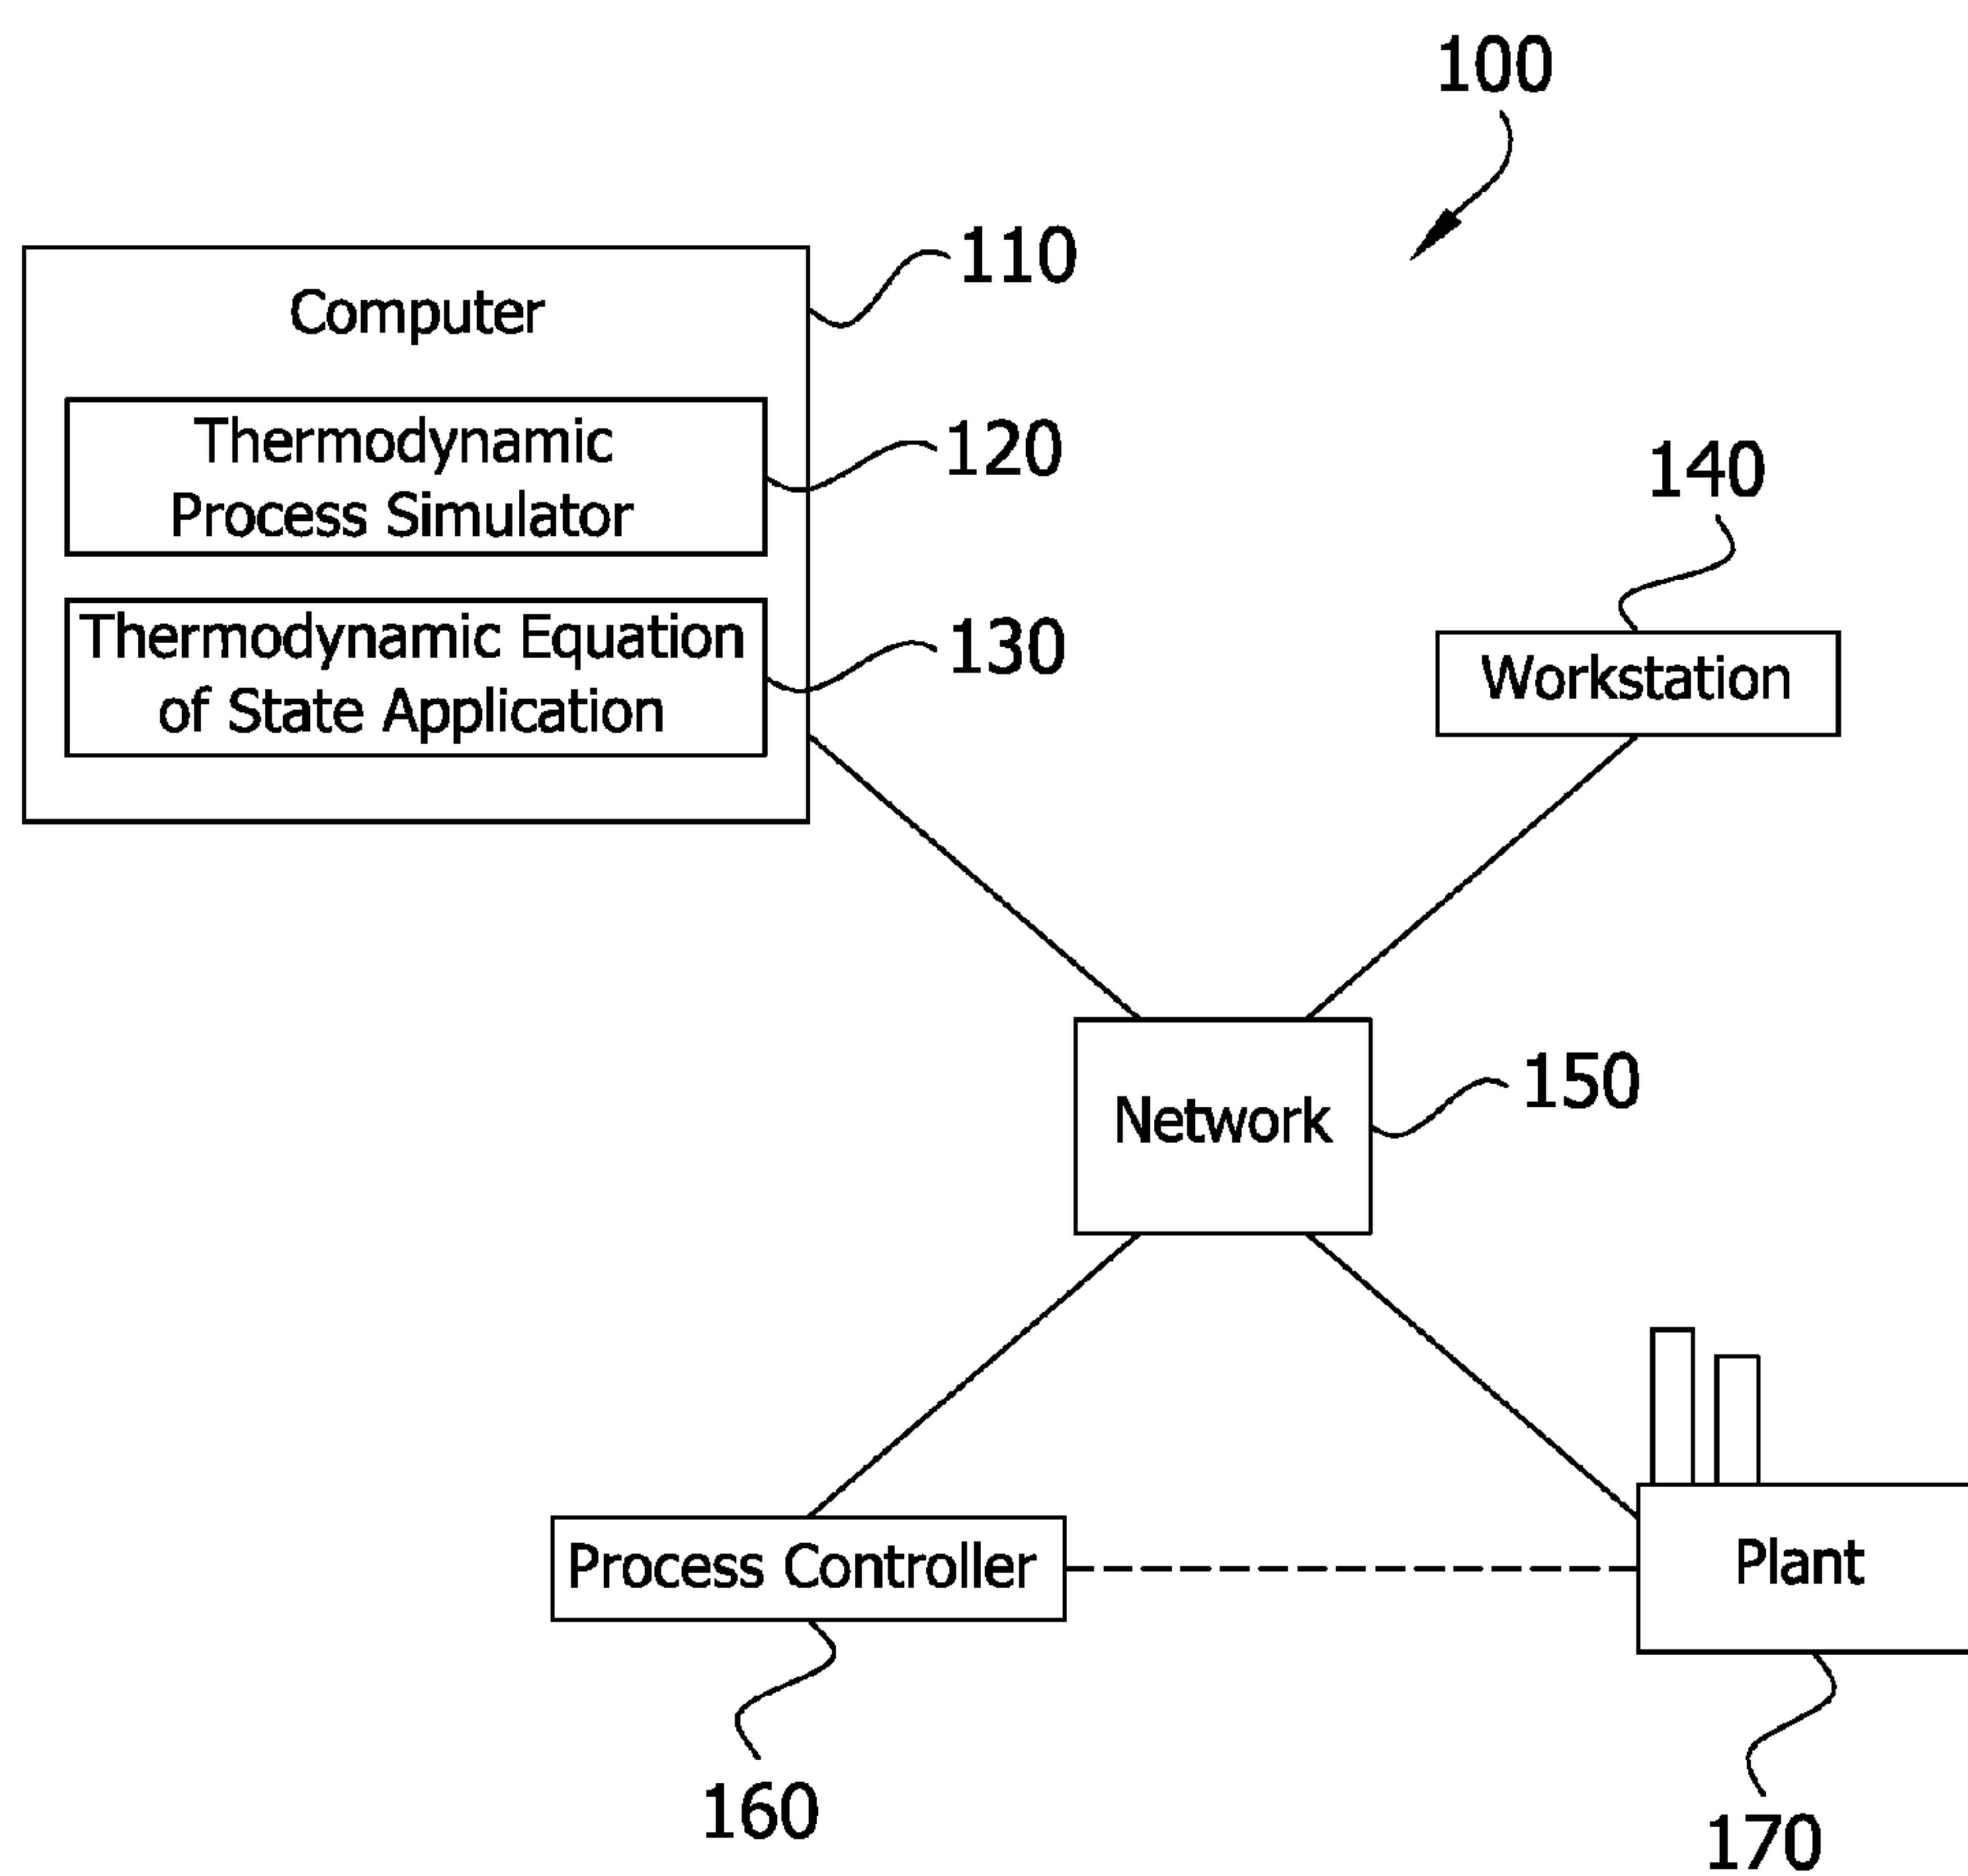 100
110
Computer
Thermodynamic
Process Simulator
120
140
Thermodynamic Equation
of State Application
130
Workstation
150
Network
Process Controller
Plant
160
170